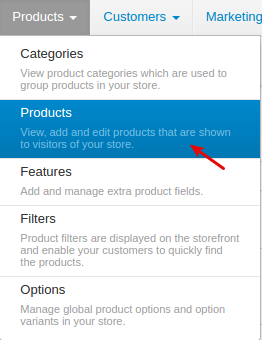 Products Customers Marketing
Categories
View product categories which are used to
group products in your store.
Products
View, add and edit products that are shown
to visitors of your store.
Features
Add and manage extra product fields.
Filters
Product filters are displayed on the storefront
and enable your customers to quickly find
the products.
Options
Manage global product options and option
variants in your store.